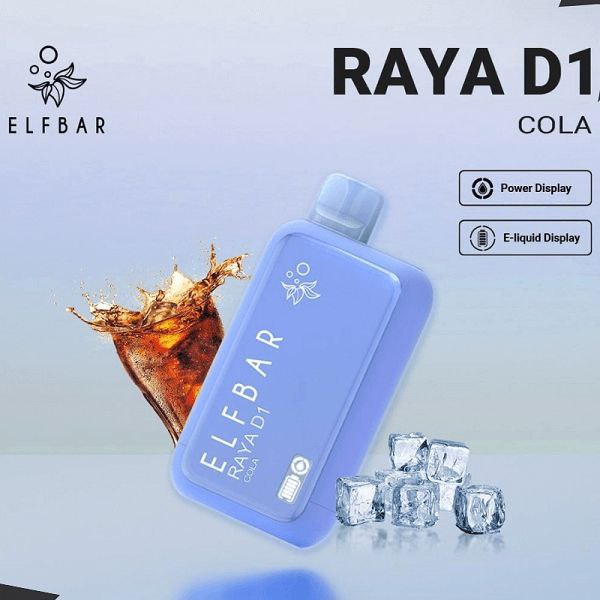 ELFBAR
RAYA D1
COLA
Power Display
E-liquid Display
ELFBAR
RAYA D1
COLA